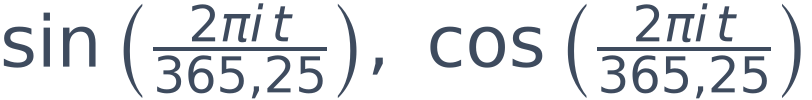 sin (2πit / 365,25), cos (2πit / 365,25)